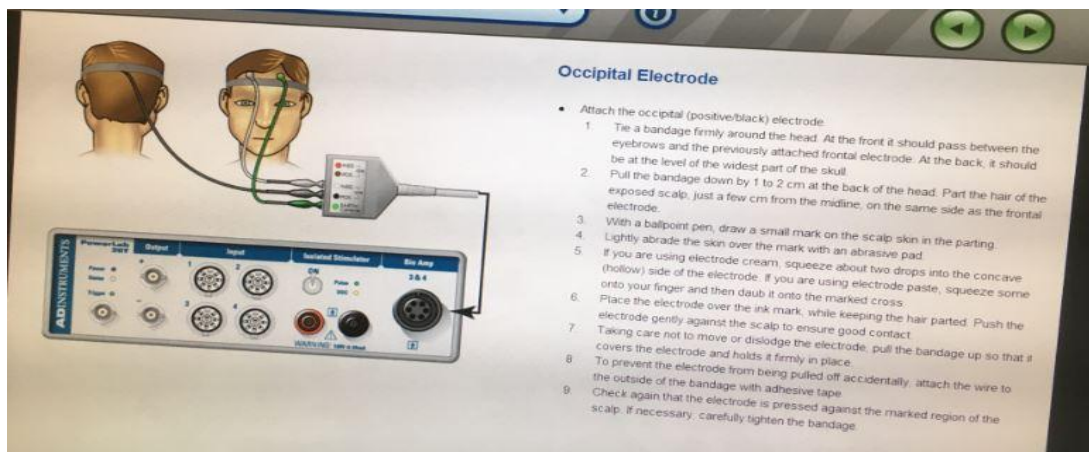 Occipital Electrode
• Attach the occipital (positive/black) electrode.
1. Tie a bandage firmly around the head. At the front it should pass between the
eyebrows and the previously attached frontal electrode. At the back, it should
be at the level of the widest part of the skull.
2. Pull the bandage down by 1 to 2 cm at the back of the head. Part the hair of the
exposed scalp, just a few cm from the midline, on the same side as the frontal
electrode.
3. With a ballpoint pen, draw a small mark on the scalp skin in the parting.
4. Lightly abrade the skin over the mark with an abrasive pad.
5. If you are using electrode cream, squeeze about two drops into the concave
(hollow) side of the electrode. If you are using electrode paste, squeeze some
onto your finger and then daub it onto the marked cross.
6. Place the electrode over the ink mark, while keeping the hair parted. Push the
electrode gently against the scalp to ensure good contact.
7. Taking care not to move or dislodge the electrode, pull the bandage up so that it
covers the electrode and holds it firmly in place.
8. To prevent the electrode from being pulled off accidentally, attach the wire to
the outside of the bandage with adhesive tape.
9. Check again that the electrode is pressed against the marked region of the
scalp. If necessary, carefully tighten the bandage.
ADINSTRUMENTS
PowerLab
26T
Output
Input
Isolated Stimulator
Bio Amp
Power
Trigger
+
-
1
2
3
4
ON
Pulse
OOC
3 & 4
WARNING